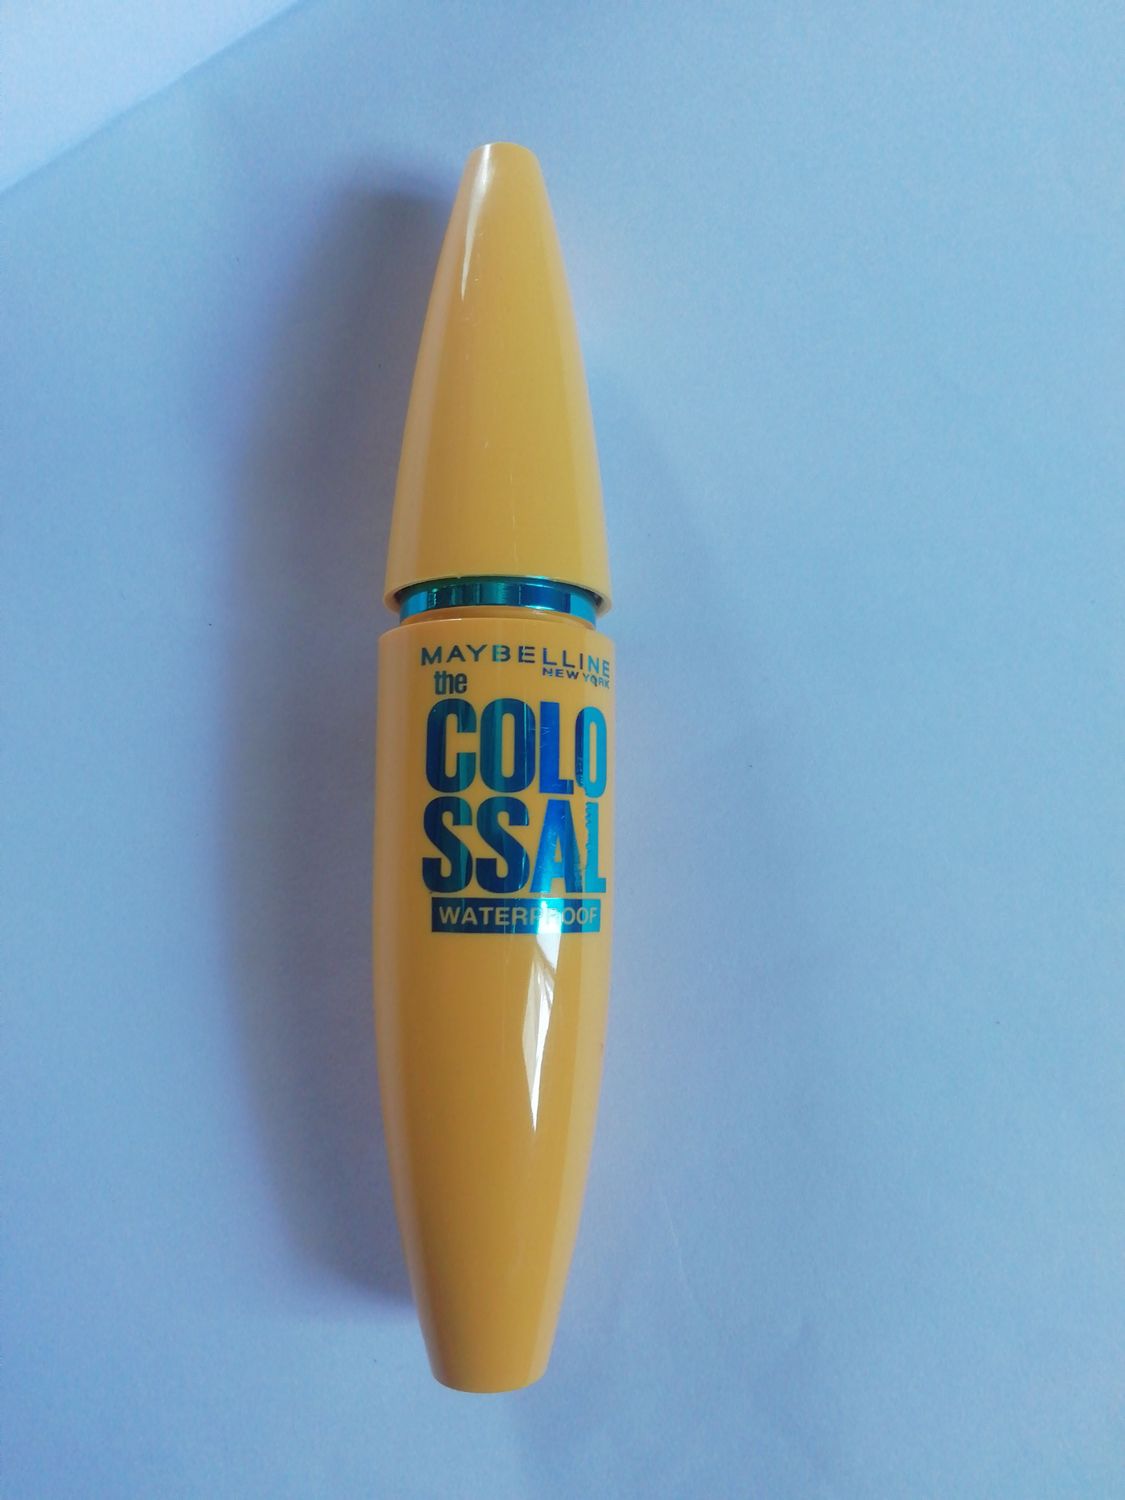 MAYBELLINE
NEW YORK
the
COLO
SSAL
WATERPROOF